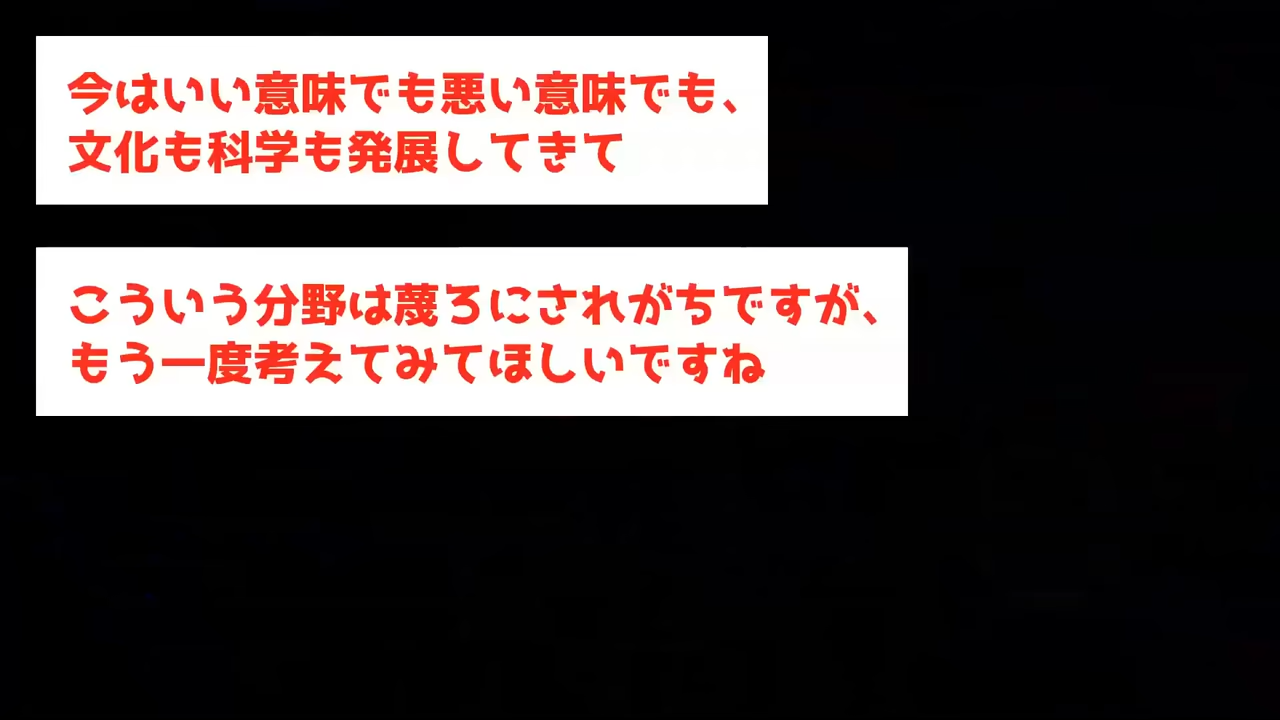 今はいい意味でも悪い意味でも、
文化も科学も発展してきて
こういう分野は蔑ろにされがちですが、
もう一度考えてみてほしいですね